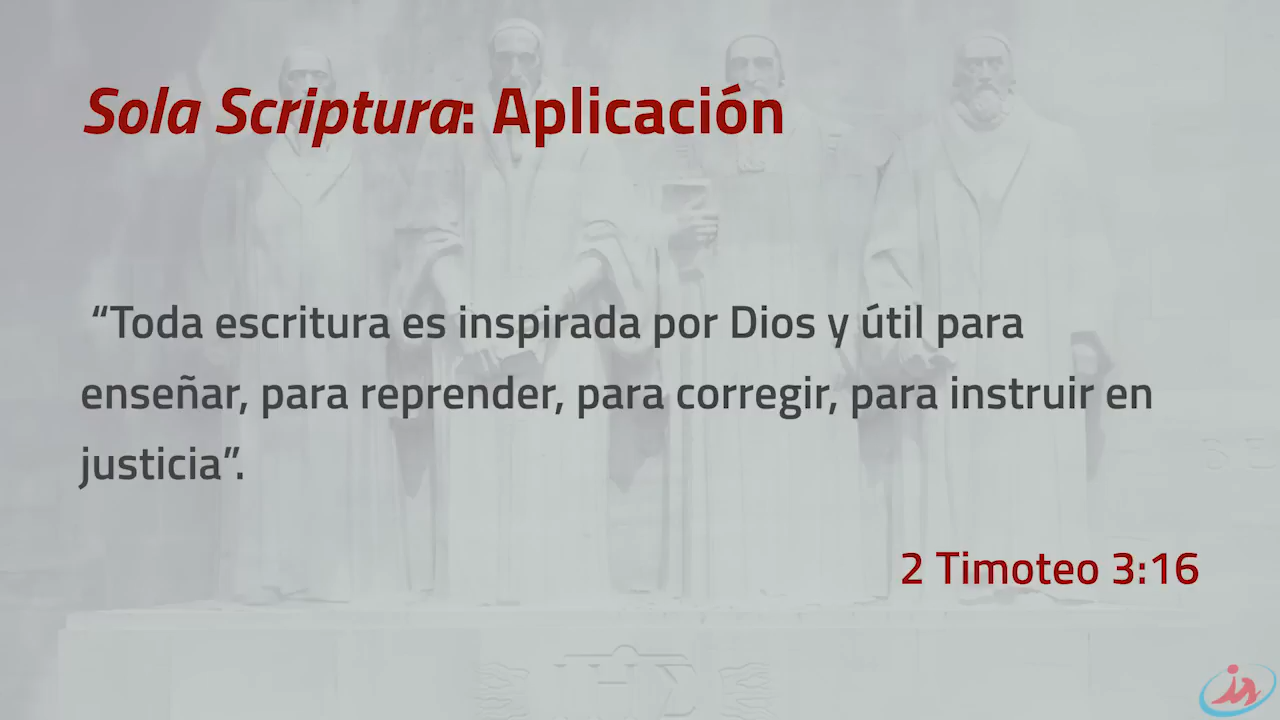 Sola Scriptura: Aplicación
“Toda escritura es inspirada por Dios y útil para
enseñar, para reprender, para corregir, para instruir en
justicia”.
2 Timoteo 3:16